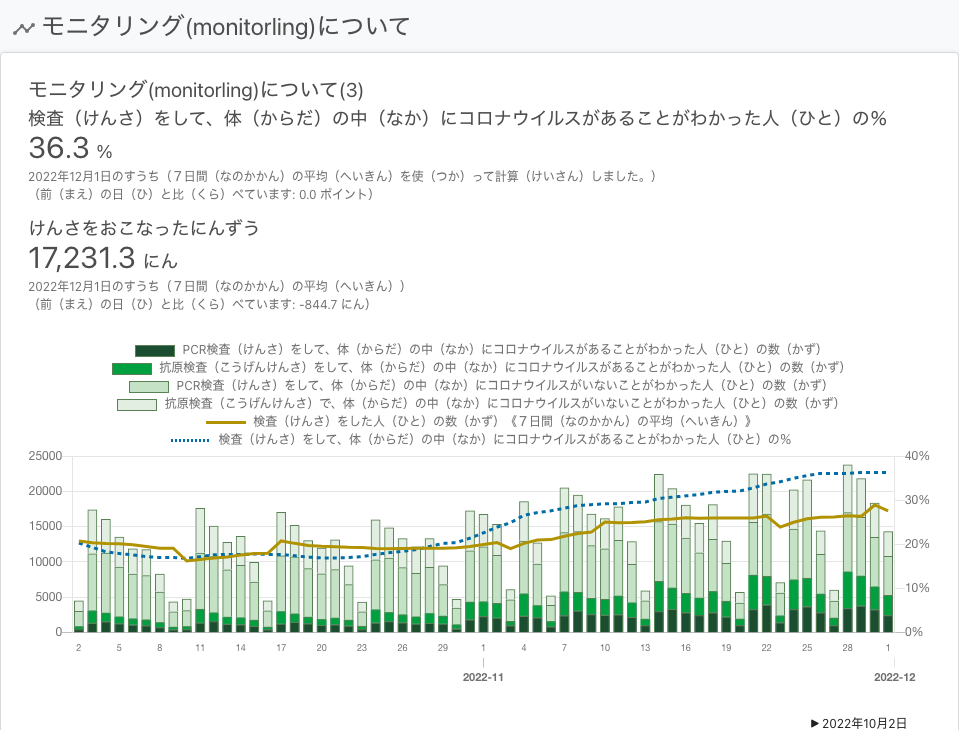 モニタリング(monitorling)について
モニタリング(monitorling)について(3)
検査（けんさ）をして、体（からだ）の中（なか）にコロナウイルスがあることがわかった人（ひと）の%
36.3 %
2022年12月1日のすうち（７日間（なのかかん）の平均（へいきん）を使（つか）って計算（けいさん）しました。）
（前（まえ）の日（ひ）と比（くら）べています: 0.0 ポイント）
けんさをおこなったにんずう
17,231.3 にん
2022年12月1日のすうち（７日間（なのかかん）の平均（へいきん））
（前（まえ）の日（ひ）と比（くら）べています: -844.7 にん）
PCR検査（けんさ）をして、体（からだ）の中（なか）にコロナウイルスがあることがわかった人（ひと）の数（かず）
抗原検査（こうげんけんさ）をして、体（からだ）の中（なか）にコロナウイルスがあることがわかった人（ひと）の数（かず）
PCR検査（けんさ）をして、体（からだ）の中（なか）にコロナウイルスがいないことがわかった人（ひと）の数（かず）
抗原検査（こうげんけんさ）で、体（からだ）の中（なか）にコロナウイルスがいないことがわかった人（ひと）の数（かず）
検査（けんさ）をした人（ひと）の数（かず）《７日間（なのかかん）の平均（へいきん）》
検査（けんさ）をして、体（からだ）の中（なか）にコロナウイルスがあることがわかった人（ひと）の%
25000 40%
20000 30%
15000 20%
10000 10%
5000
0 0%
2 5 8 11 14 17 20 23 26 29 1 4 7 10 13 16 19 22 25 28 1
2022-11 2022-12
▶ 2022年10月2日